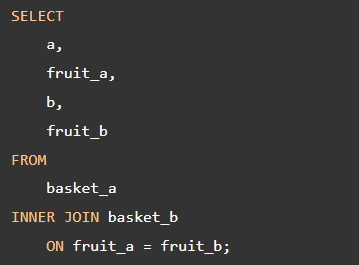 SELECT
    a,
    fruit_a,
    b,
    fruit_b
FROM
    basket_a
INNER JOIN basket_b
    ON fruit_a = fruit_b;